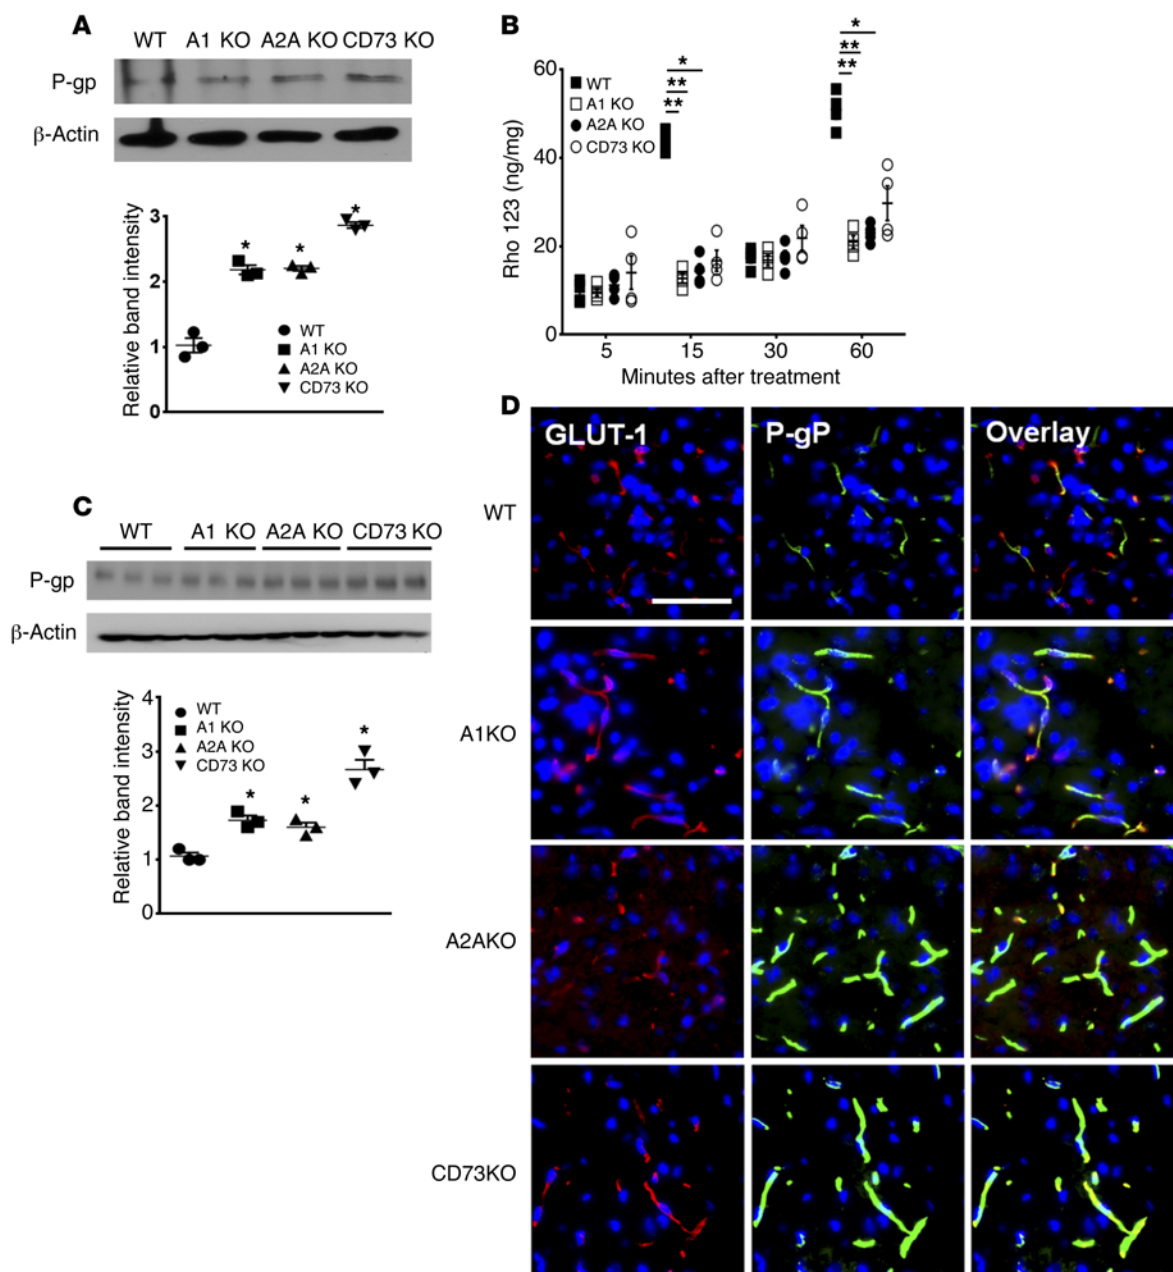 A
WT A1 KO A2A KO CD73 KO
P-gp
β-Actin
Relative band intensity
3
* * *
2
1
0
WT
A1 KO
A2A KO
CD73 KO
B
Rho 123 (ng/mg)
60
40
20
0
WT
A1 KO
A2A KO
CD73 KO
*
**
**
*
**
**
5 15 30 60
Minutes after treatment
C
WT A1 KO A2A KO CD73 KO
P-gp
β-Actin
Relative band intensity
4
3
2
1
0
WT
A1 KO
A2A KO
CD73 KO
* * *
D
GLUT-1 P-gP Overlay
WT
A1KO
A2AKO
CD73KO